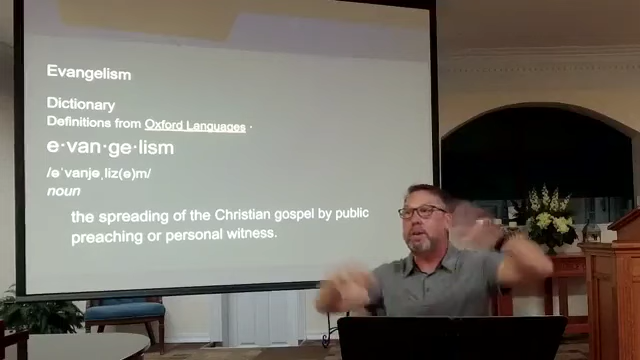 Evangelism
Dictionary
Definitions from Oxford Languages ·
e·van·ge·lism
/əˈvanjəˌliz(ə)m/
noun
the spreading of the Christian gospel by public
preaching or personal witness.